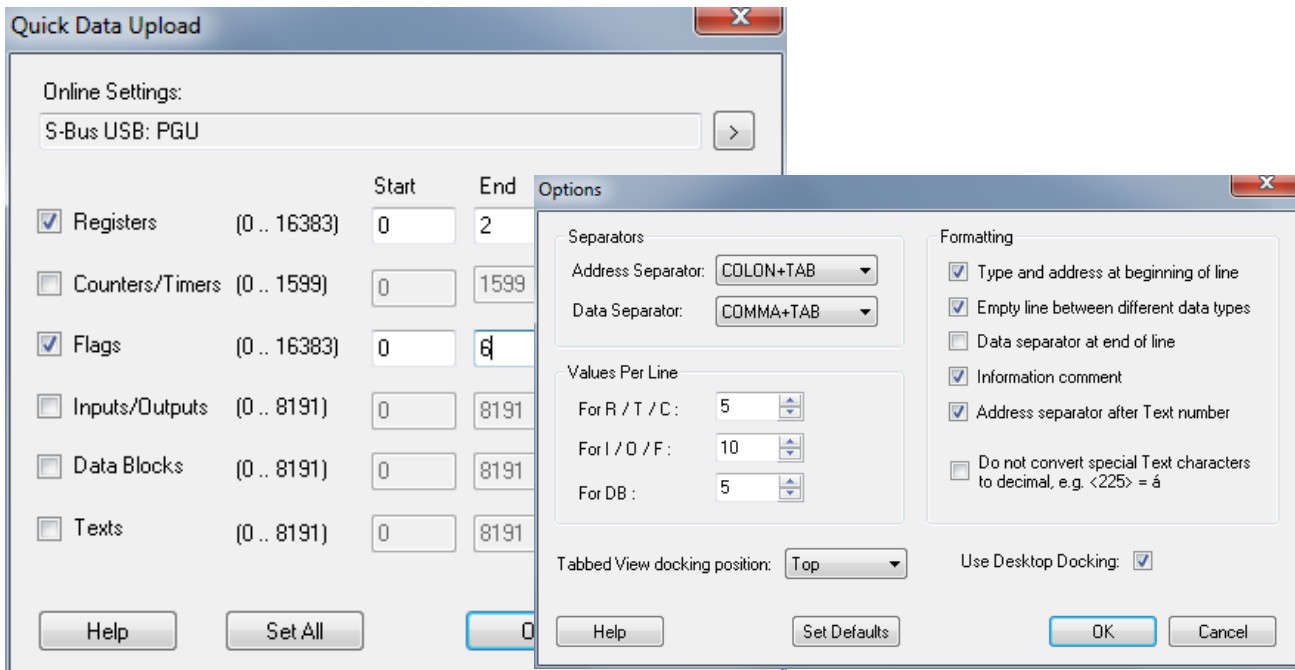 Quick Data Upload
Online Settings:
S-Bus USB: PGU
>
Start End
Registers (0 .. 16383) 0 2
Counters/Timers (0 .. 1599) 0 1599
Flags (0 .. 16383) 0 6
Inputs/Outputs (0 .. 8191) 0 8191
Data Blocks (0 .. 8191) 0 8191
Texts (0 .. 8191) 0 8191
Help Set All
Options
Separators
Address Separator: COLON+TAB
Data Separator: COMMA+TAB
Values Per Line
For R / T / C : 5
For I / O / F : 10
For DB : 5
Formatting
Type and address at beginning of line
Empty line between different data types
Data separator at end of line
Information comment
Address separator after Text number
Do not convert special Text characters
to decimal, e.g. <225> = á
Tabbed View docking position: Top
Use Desktop Docking:
Help Set Defaults OK Cancel